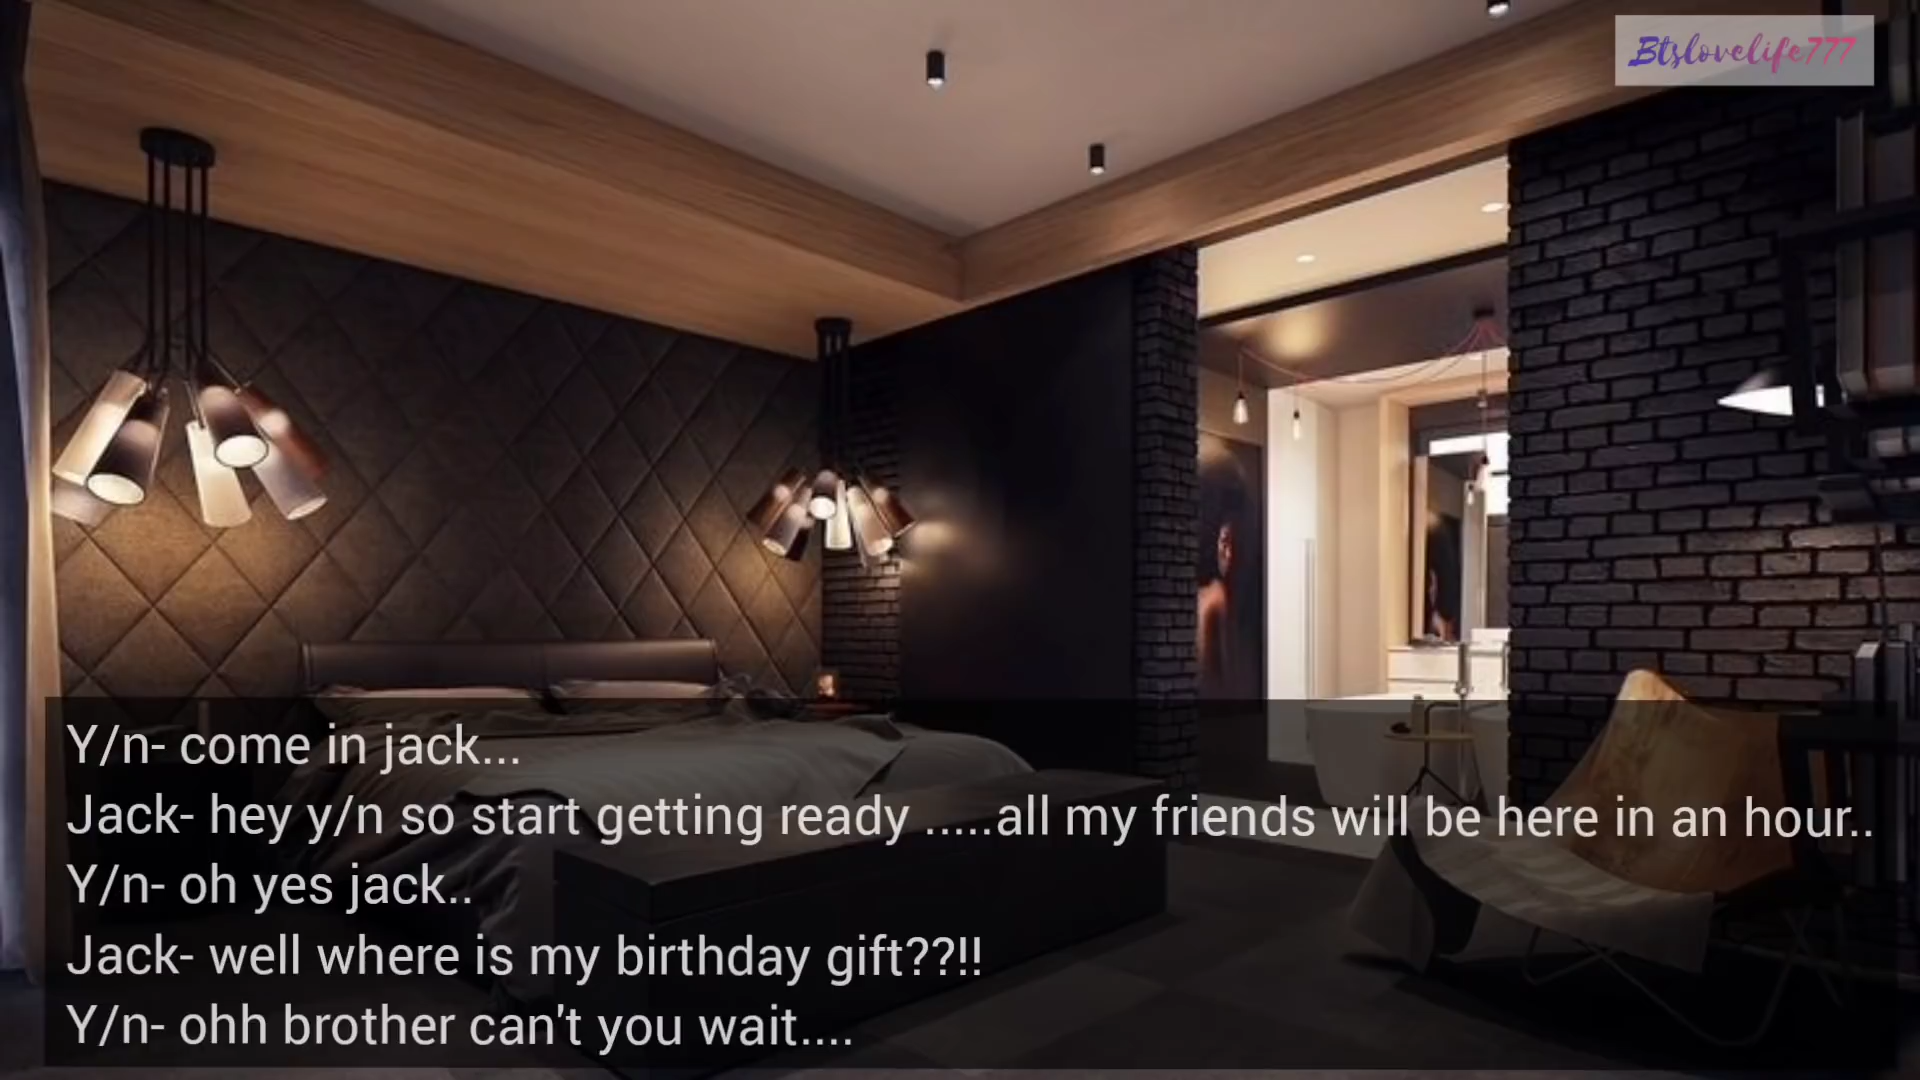 Btslovelife777
Y/n- come in jack...
Jack- hey y/n so start getting ready .....all my friends will be here in an hour..
Y/n- oh yes jack..
Jack- well where is my birthday gift??!!
Y/n- ohh brother can't you wait....